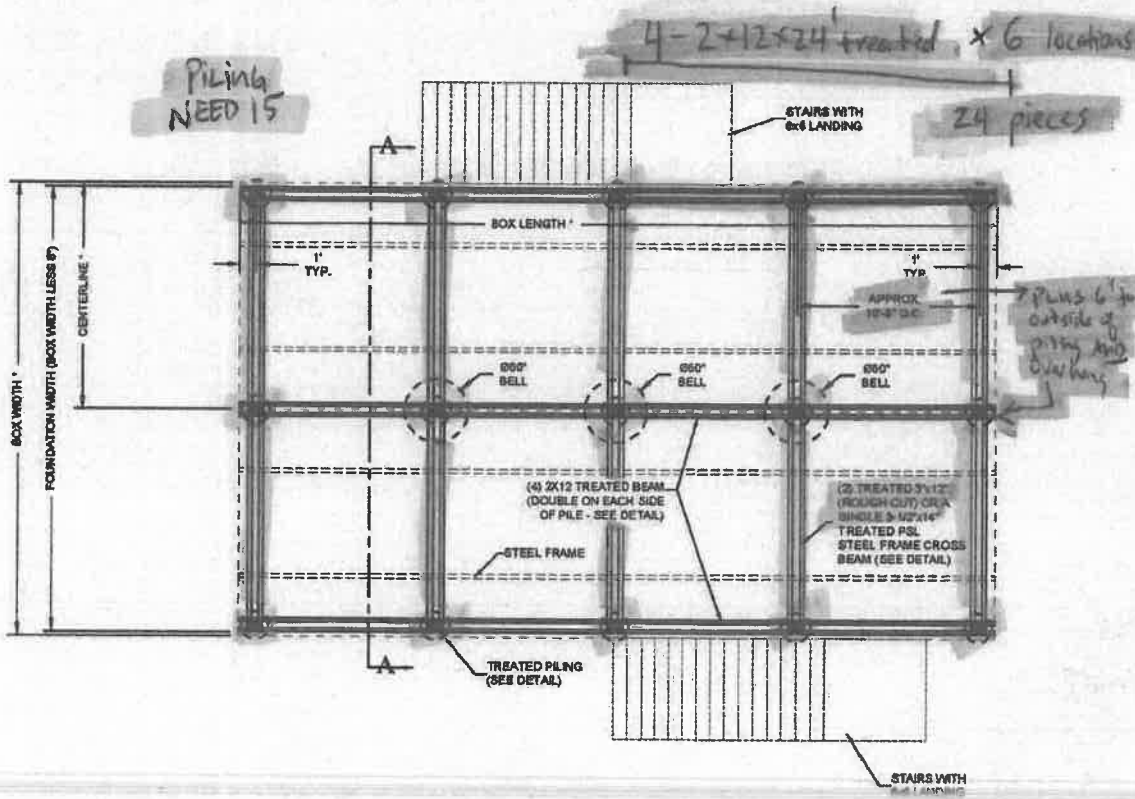 4-2x12x24' treated. x 6 locations
24 pieces
Piling
NEED 15
STAIRS WITH
6x6 LANDING
A
BOX LENGTH *
1'
TYP.
1'
TYP.
APPROX
O.C.
PLUS 6' for
outside of
piling AND
overhang
BOX WIDTH *
FOUNDATION WIDTH (BOX WIDTH LESS 8")
CENTERLINE *
Ø60"
BELL
Ø60"
BELL
Ø60"
BELL
(4) 2X12 TREATED BEAM
(DOUBLE ON EACH SIDE
OF PILE - SEE DETAIL)
(2) TREATED 3"x12"
(ROUGH CUT) OR A
SINGLE 3-1/2"x14"
TREATED PSL
STEEL FRAME CROSS
BEAM (SEE DETAIL)
STEEL FRAME
A
TREATED PILING
(SEE DETAIL)
STAIRS WITH
LANDING